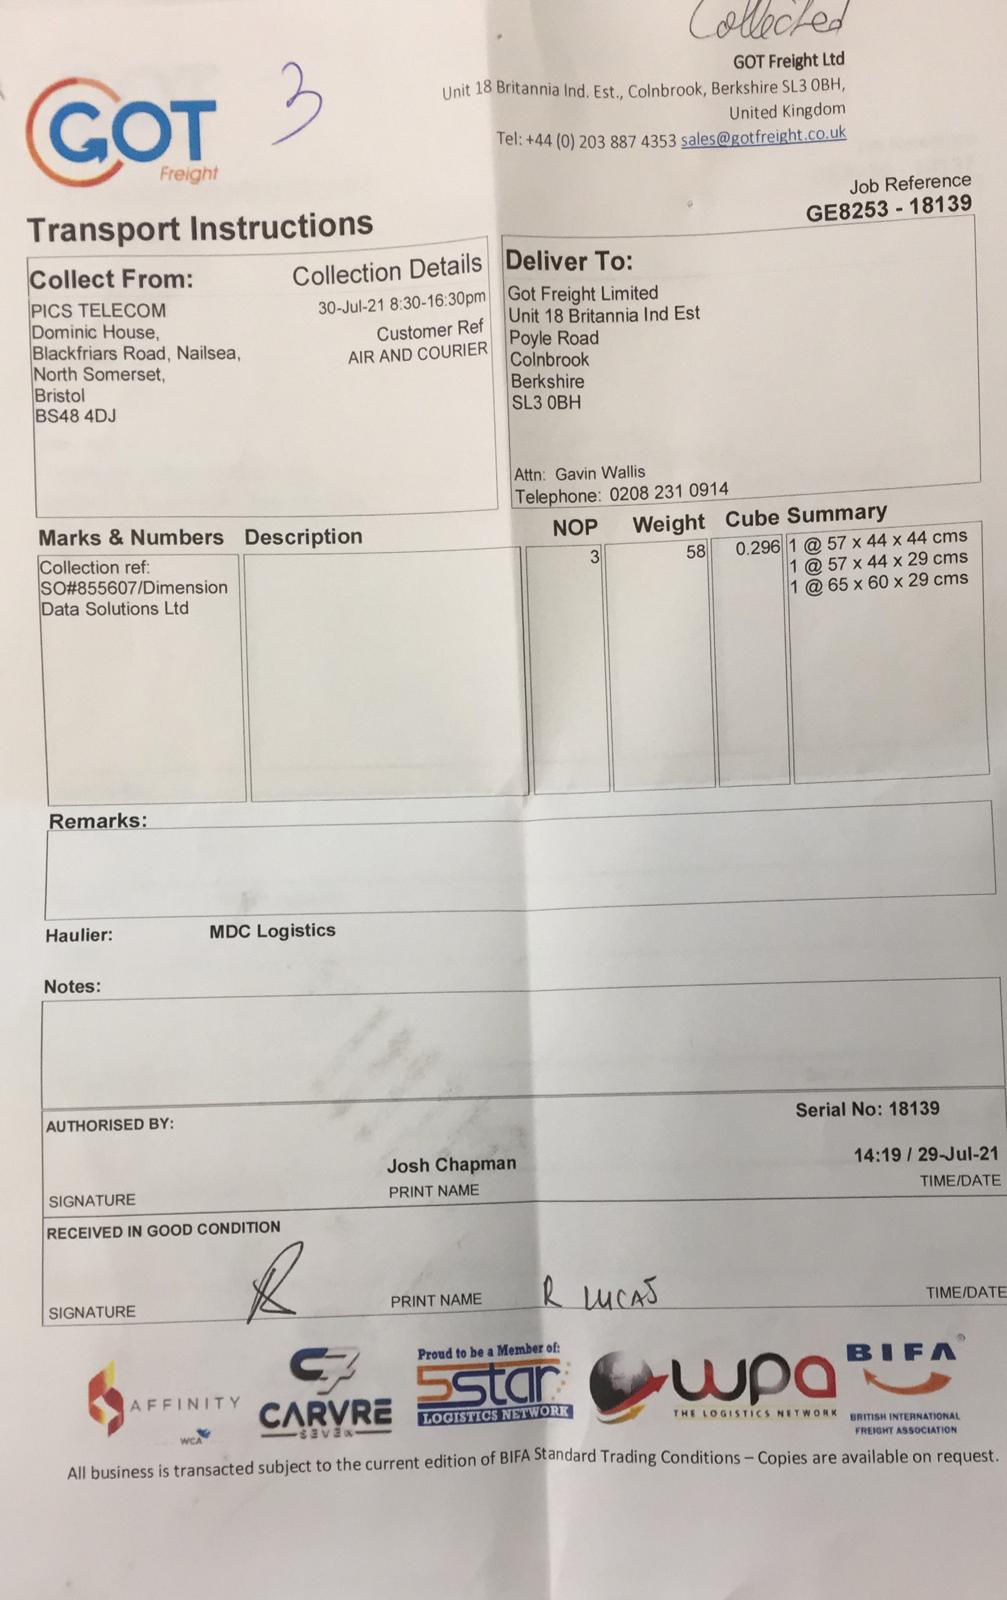 Collected
GOT Freight Ltd
Unit 18 Britannia Ind. Est., Colnbrook, Berkshire SL3 0BH,
United Kingdom
Tel: +44 (0) 203 887 4353 sales@gotfreight.co.uk
GOT
Freight
3
Job Reference
GE8253 - 18139
Transport Instructions
Collect From:
PICS TELECOM
Dominic House,
Blackfriars Road, Nailsea,
North Somerset,
Bristol
BS48 4DJ
Collection Details
30-Jul-21 8:30-16:30pm
Customer Ref
AIR AND COURIER
Deliver To:
Got Freight Limited
Unit 18 Britannia Ind Est
Poyle Road
Colnbrook
Berkshire
SL3 0BH
Attn: Gavin Wallis
Telephone: 0208 231 0914
Marks & Numbers Description NOP Weight Cube Summary
Collection ref:
SO#855607/Dimension
Data Solutions Ltd
3 58 0.296 1 @ 57 x 44 x 44 cms
1 @ 57 x 44 x 29 cms
1 @ 65 x 60 x 29 cms
Remarks:
Haulier: MDC Logistics
Notes:
AUTHORISED BY:
Serial No: 18139
Josh Chapman
14:19 / 29-Jul-21
SIGNATURE PRINT NAME TIME/DATE
RECEIVED IN GOOD CONDITION
SIGNATURE PRINT NAME R LUCAS TIME/DATE
AFFINITY
WCA
CARVRE
SEVEN
Proud to be a Member of:
5star
LOGISTICS NETWORK
wpa
THE LOGISTICS NETWORK
BIFA
BRITISH INTERNATIONAL
FREIGHT ASSOCIATION
All business is transacted subject to the current edition of BIFA Standard Trading Conditions – Copies are available on request.